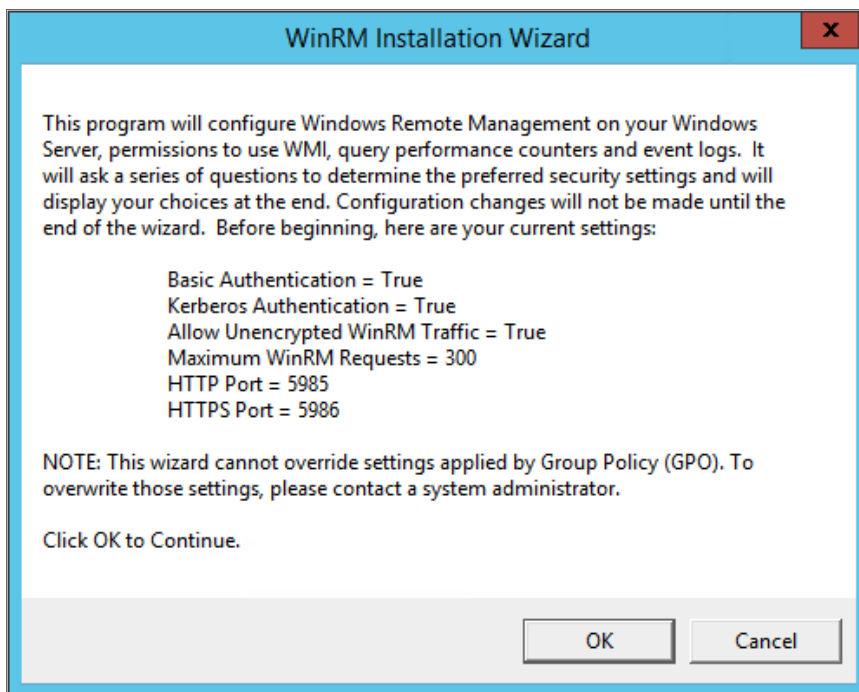 WinRM Installation Wizard
x
This program will configure Windows Remote Management on your Windows
Server, permissions to use WMI, query performance counters and event logs.  It
will ask a series of questions to determine the preferred security settings and will
display your choices at the end. Configuration changes will not be made until the
end of the wizard.  Before beginning, here are your current settings:
Basic Authentication = True
Kerberos Authentication = True
Allow Unencrypted WinRM Traffic = True
Maximum WinRM Requests = 300
HTTP Port = 5985
HTTPS Port = 5986
NOTE: This wizard cannot override settings applied by Group Policy (GPO). To
overwrite those settings, please contact a system administrator.
Click OK to Continue.
OK
Cancel